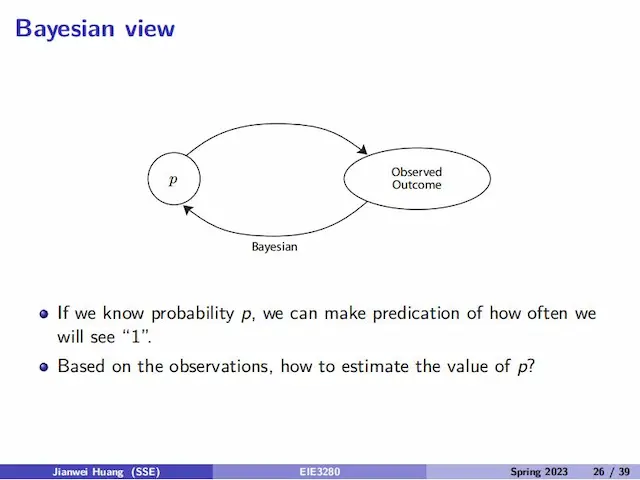 Bayesian view
p
Observed
Outcome
Bayesian
If we know probability p, we can make predication of how often we
will see “1”.
Based on the observations, how to estimate the value of p?
Jianwei Huang (SSE) EIE3280 Spring 2023 26 / 39